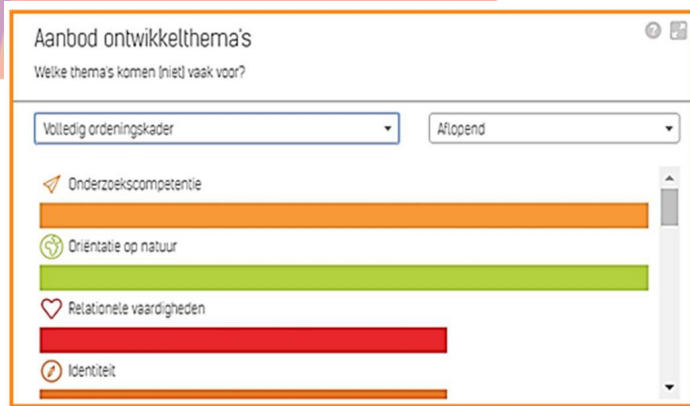 Aanbod ontwikkelthema's
Welke thema's komen (niet) vaak voor?
Volledig ordeningskader
Aflopend
Onderzoekscompetentie
Oriëntatie op natuur
Relationele vaardigheden
Identiteit